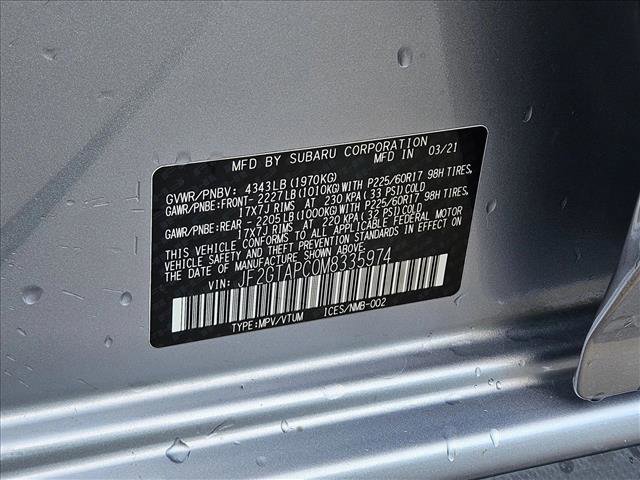 MFD BY SUBARU CORPORATION MFD IN 03/21
GVWR/PNBV: 4343LB(1970KG)
GAWR/PNBE:FRONT- 2227LB(1010KG)WITH P225/60R17 98H TIRES,
17X7J RIMS AT 230 KPA(33 PSI)COLD
GAWR/PNBE:REAR - 2205LB(1000KG)WITH P225/60R17 98H TIRES,
17X7J RIMS AT 220 KPA(32 PSI)COLD
THIS VEHICLE CONFORMS TO ALL APPLICABLE FEDERAL MOTOR
VEHICLE SAFETY AND THEFT PREVENTION STANDARDS IN EFFECT ON
THE DATE OF MANUFACTURE SHOWN ABOVE.
VIN: JF2GTAPC0M8335974
TYPE:MPV/VTUM ICES/NMB-002